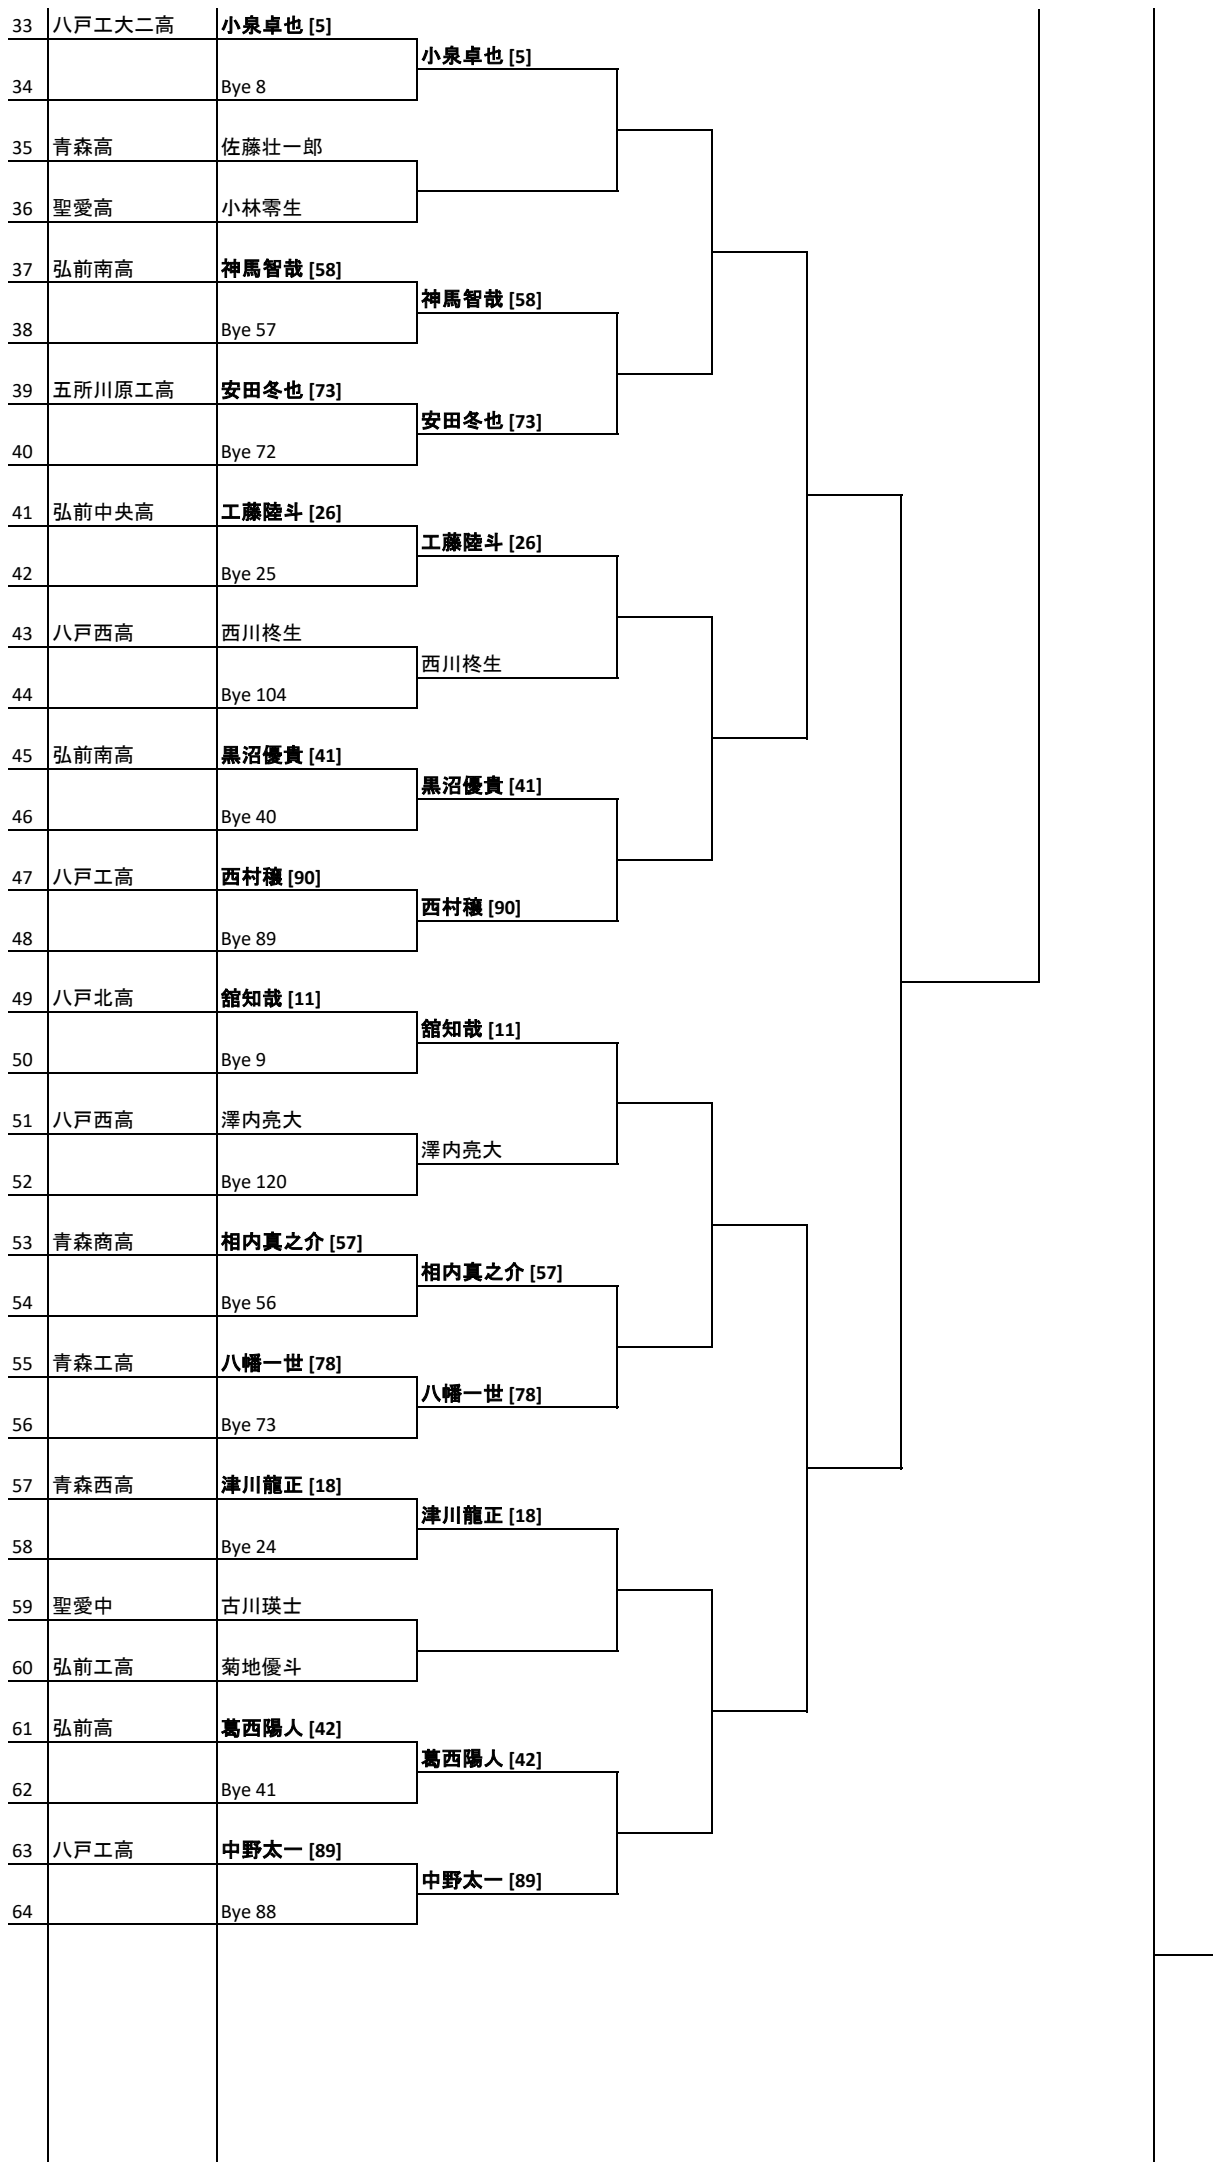 33 八戸工大二高 小泉卓也 [5]
小泉卓也 [5]
34 Bye 8
35 青森高 佐藤壮一郎
36 聖愛高 小林零生
37 弘前南高 神馬智哉 [58]
神馬智哉 [58]
38 Bye 57
39 五所川原工高 安田冬也 [73]
安田冬也 [73]
40 Bye 72
41 弘前中央高 工藤陸斗 [26]
工藤陸斗 [26]
42 Bye 25
43 八戸西高 西川柊生
西川柊生
44 Bye 104
45 弘前南高 黒沼優貴 [41]
黒沼優貴 [41]
46 Bye 40
47 八戸工高 西村穣 [90]
西村穣 [90]
48 Bye 89
49 八戸北高 舘知哉 [11]
舘知哉 [11]
50 Bye 9
51 八戸西高 澤内亮大
澤内亮大
52 Bye 120
53 青森商高 相内真之介 [57]
相内真之介 [57]
54 Bye 56
55 青森工高 八幡一世 [78]
八幡一世 [78]
56 Bye 73
57 青森西高 津川龍正 [18]
津川龍正 [18]
58 Bye 24
59 聖愛中 古川瑛士
60 弘前工高 菊地優斗
61 弘前高 葛西陽人 [42]
葛西陽人 [42]
62 Bye 41
63 八戸工高 中野太一 [89]
中野太一 [89]
64 Bye 88